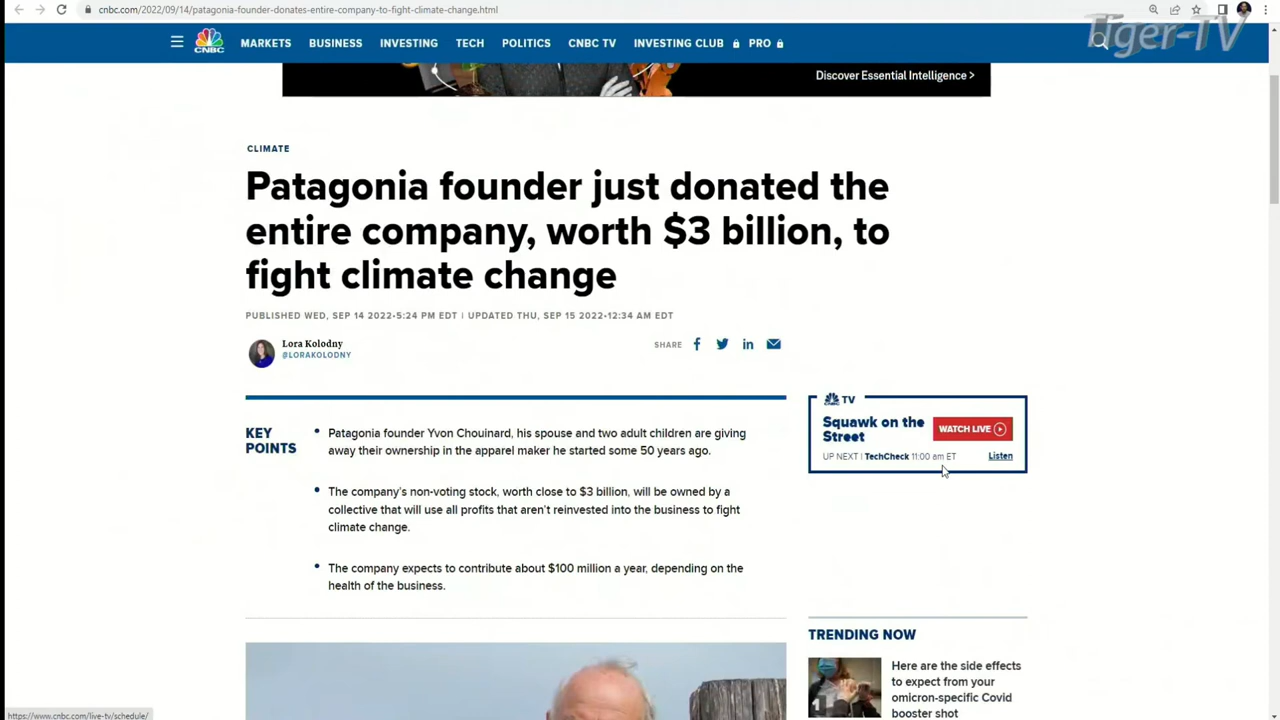 cnbc.com/2022/09/14/patagonia-founder-donates-entire-company-to-fight-climate-change.html
Tiger-TV
CNBC
MARKETS BUSINESS INVESTING TECH POLITICS CNBC TV INVESTING CLUB PRO
Discover Essential Intelligence >
CLIMATE
Patagonia founder just donated the
entire company, worth $3 billion, to
fight climate change
PUBLISHED WED, SEP 14 2022•5:24 PM EDT | UPDATED THU, SEP 15 2022•12:34 AM EDT
Lora Kolodny
@LORAKOLODNY
SHARE
KEY
POINTS
• Patagonia founder Yvon Chouinard, his spouse and two adult children are giving
away their ownership in the apparel maker he started some 50 years ago.
• The company's non-voting stock, worth close to $3 billion, will be owned by a
collective that will use all profits that aren't reinvested into the business to fight
climate change.
• The company expects to contribute about $100 million a year, depending on the
health of the business.
CNBC TV
Squawk on the
Street
WATCH LIVE
UP NEXT | TechCheck 11:00 am ET
Listen
TRENDING NOW
1
Here are the side effects
to expect from your
omicron-specific Covid
booster shot
https://www.cnbc.com/live-tv/schedule/